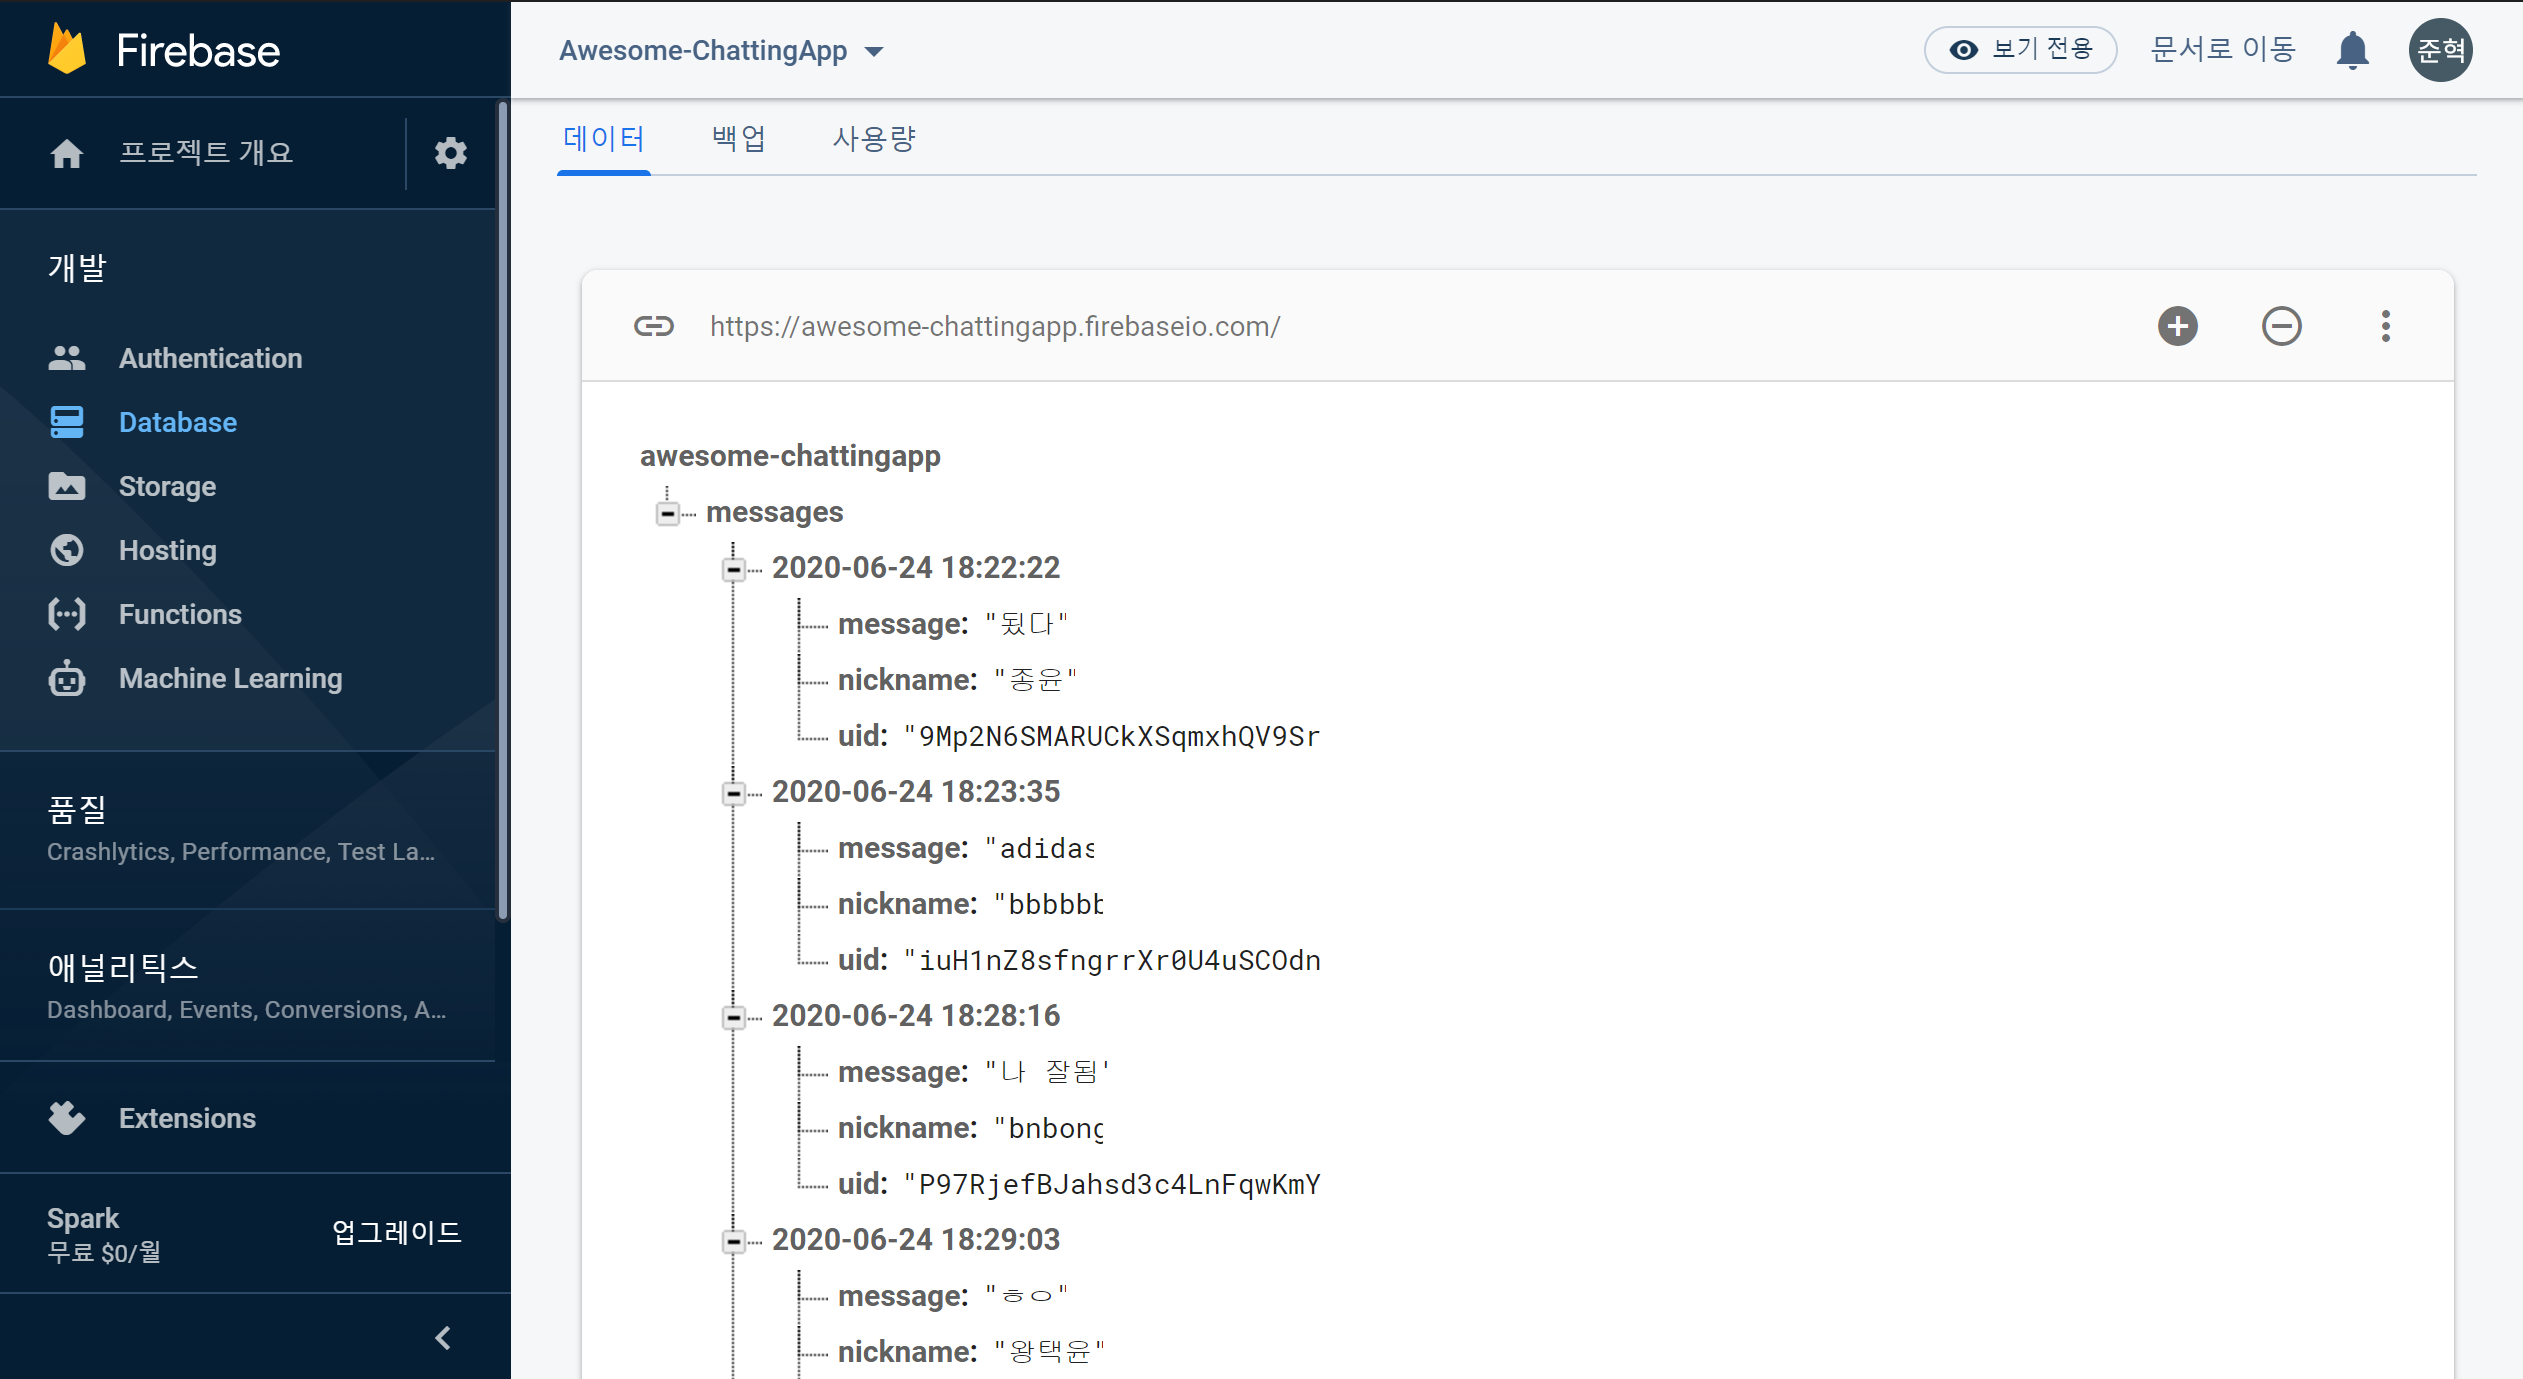 Firebase
Awesome-ChattingApp
보기 전용
문서로 이동
준혁
프로젝트 개요
데이터 백업 사용량
개발
Authentication
Database
Storage
Hosting
Functions
Machine Learning
품질
Crashlytics, Performance, Test La...
애널리틱스
Dashboard, Events, Conversions, A...
Extensions
Spark
무료 $0/월
업그레이드
https://awesome-chattingapp.firebaseio.com/
awesome-chattingapp
messages
2020-06-24 18:22:22
message: "됬다"
nickname: "종윤"
uid: "9Mp2N6SMARUCkXSqmxhQV9Sr
2020-06-24 18:23:35
message: "adidas
nickname: "bbbbbb
uid: "iuH1nZ8sfngrrXr0U4uSCOdn
2020-06-24 18:28:16
message: "나 잘됨"
nickname: "bnbong
uid: "P97RjefBJahsd3c4LnFqwKmY
2020-06-24 18:29:03
message: "ㅎㅇ"
nickname: "왕택윤"